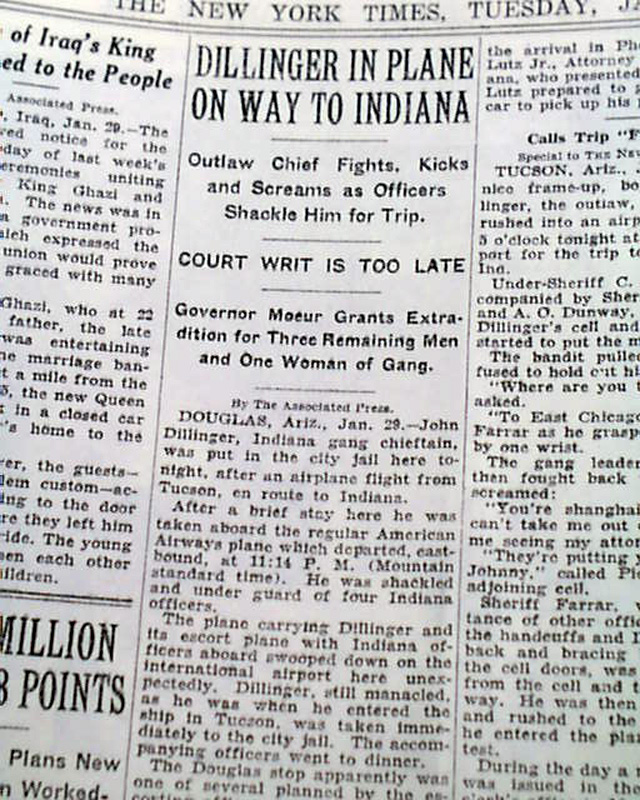 THE NEW YORK TIMES, TUESDAY, JA
of Iraq's King
ed to the People
Associated Press.
Iraq, Jan. 29.—The
ved notice for the
day of last week's
eremonies uniting
King Ghazi and
The news was in
a government pro-
ich expressed the
union would prove
graced with many
Ghazi, who at 22
father, the late
was entertaining
he marriage ban-
t a mile from the
5, the new Queen
in a closed car
's home to the
er, the guests—
lem custom—ac-
ing to the door
re they left him
ride. The young
een each other
ildren.
MILLION
8 POINTS
Plans New
n Worked-
DILLINGER IN PLANE
ON WAY TO INDIANA
Outlaw Chief Fights, Kicks
and Screams as Officers
Shackle Him for Trip.
COURT WRIT IS TOO LATE
Governor Moeur Grants Extra-
dition for Three Remaining Men
and One Woman of Gang.
By The Associated Press.
DOUGLAS, Ariz., Jan. 29.—John
Dillinger, Indiana gang chieftain,
was put in the city jail here to-
night, after an airplane flight from
Tucson, en route to Indiana.
After a brief stay here he was
taken aboard the regular American
Airways plane which departed, east-
bound, at 11:14 P. M. (Mountain
standard time). He was shackled
and under guard of four Indiana
officers.
The plane carrying Dillinger and
its escort plane with Indiana of-
ficers aboard swooped down on the
international airport here unex-
pectedly. Dillinger, still manacled,
as he was when he entered the
ship in Tucson, was taken imme-
diately to the city jail. The accom-
panying officers went to dinner.
The Douglas stop apparently was
one of several planned by the es-
the arrival in Ph
Lutz Jr., Attorney
ana, who presented
Lutz prepared to
car to pick up his
Calls Trip "F
Special to THE NEW
TUCSON, Ariz.,
nice frame-up, bo
linger, the outlaw,
rushed into an airp
5 o'clock tonight at
port for the trip to
Ind.
Under-Sheriff C.
companied by Sher
and A. O. Dunway,
Dillinger's cell and
started to put the m
The bandit pulled
fused to hold out hi
"Where are you
asked.
"To East Chicago
Farrar as he grasp
by one wrist.
The gang leader
then fought back
screamed:
"You're shanghai
can't take me out
me seeing my attor
"They're putting y
Johnny," called Pi
adjoining cell.
Sheriff Farrar,
tance of other offic
the handcuffs and
back and bracing
the cell doors, was
from the cell and
way. He was then
and rushed to the
he entered the pla
test.
During the day a
was issued in th